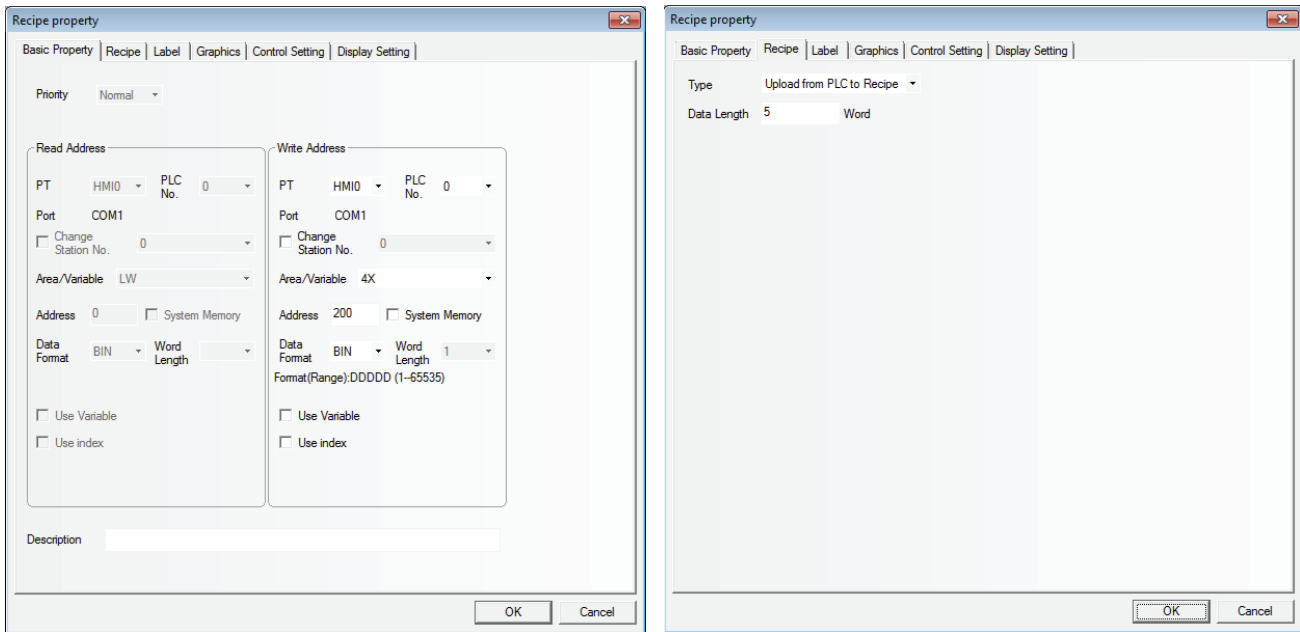 Recipe property
Basic Property Recipe Label Graphics Control Setting Display Setting
Priority Normal
Read Address
PT HMI0 PLC No. 0
Port COM1
Change Station No. 0
Area/Variable LW
Address 0 System Memory
Data Format BIN Word Length
Use Variable
Use index
Write Address
PT HMI0 PLC No. 0
Port COM1
Change Station No. 0
Area/Variable 4X
Address 200 System Memory
Data Format BIN Word Length 1
Format(Range):DDDDD (1--65535)
Use Variable
Use index
Description
OK Cancel
Recipe property
Basic Property Recipe Label Graphics Control Setting Display Setting
Type Upload from PLC to Recipe
Data Length 5 Word
OK Cancel